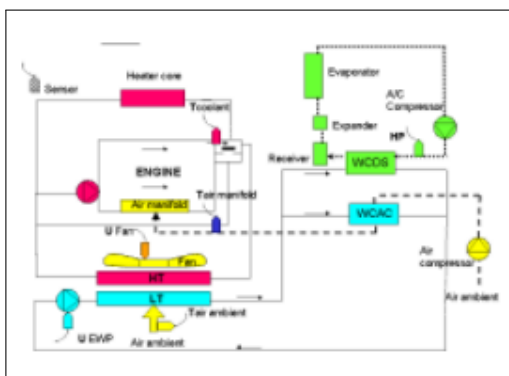 Sensor
Heater core
Tcoolant
Evaporator
A/C
Compressor
Expander
HP
Receiver
WCDS
ENGINE
Tair manifold
Air manifold
WCAC
U Fan
Fan
HT
Air
compressor
LT
Air ambient
Tair ambient
U EWP
Air ambient